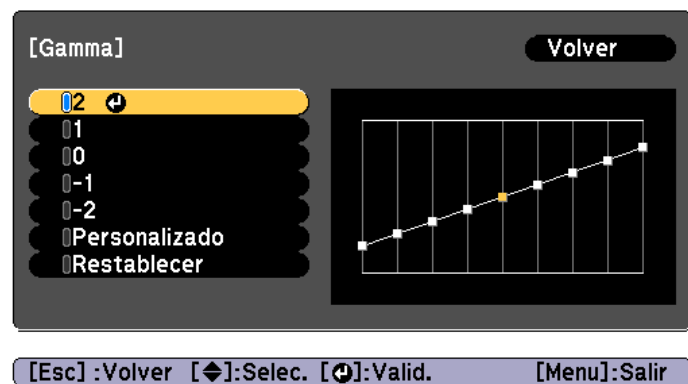 [Gamma]
Volver
2
1
0
-1
-2
Personalizado
Restablecer
[Esc] :Volver [◆]:Selec. [↵]:Valid. [Menu]:Salir